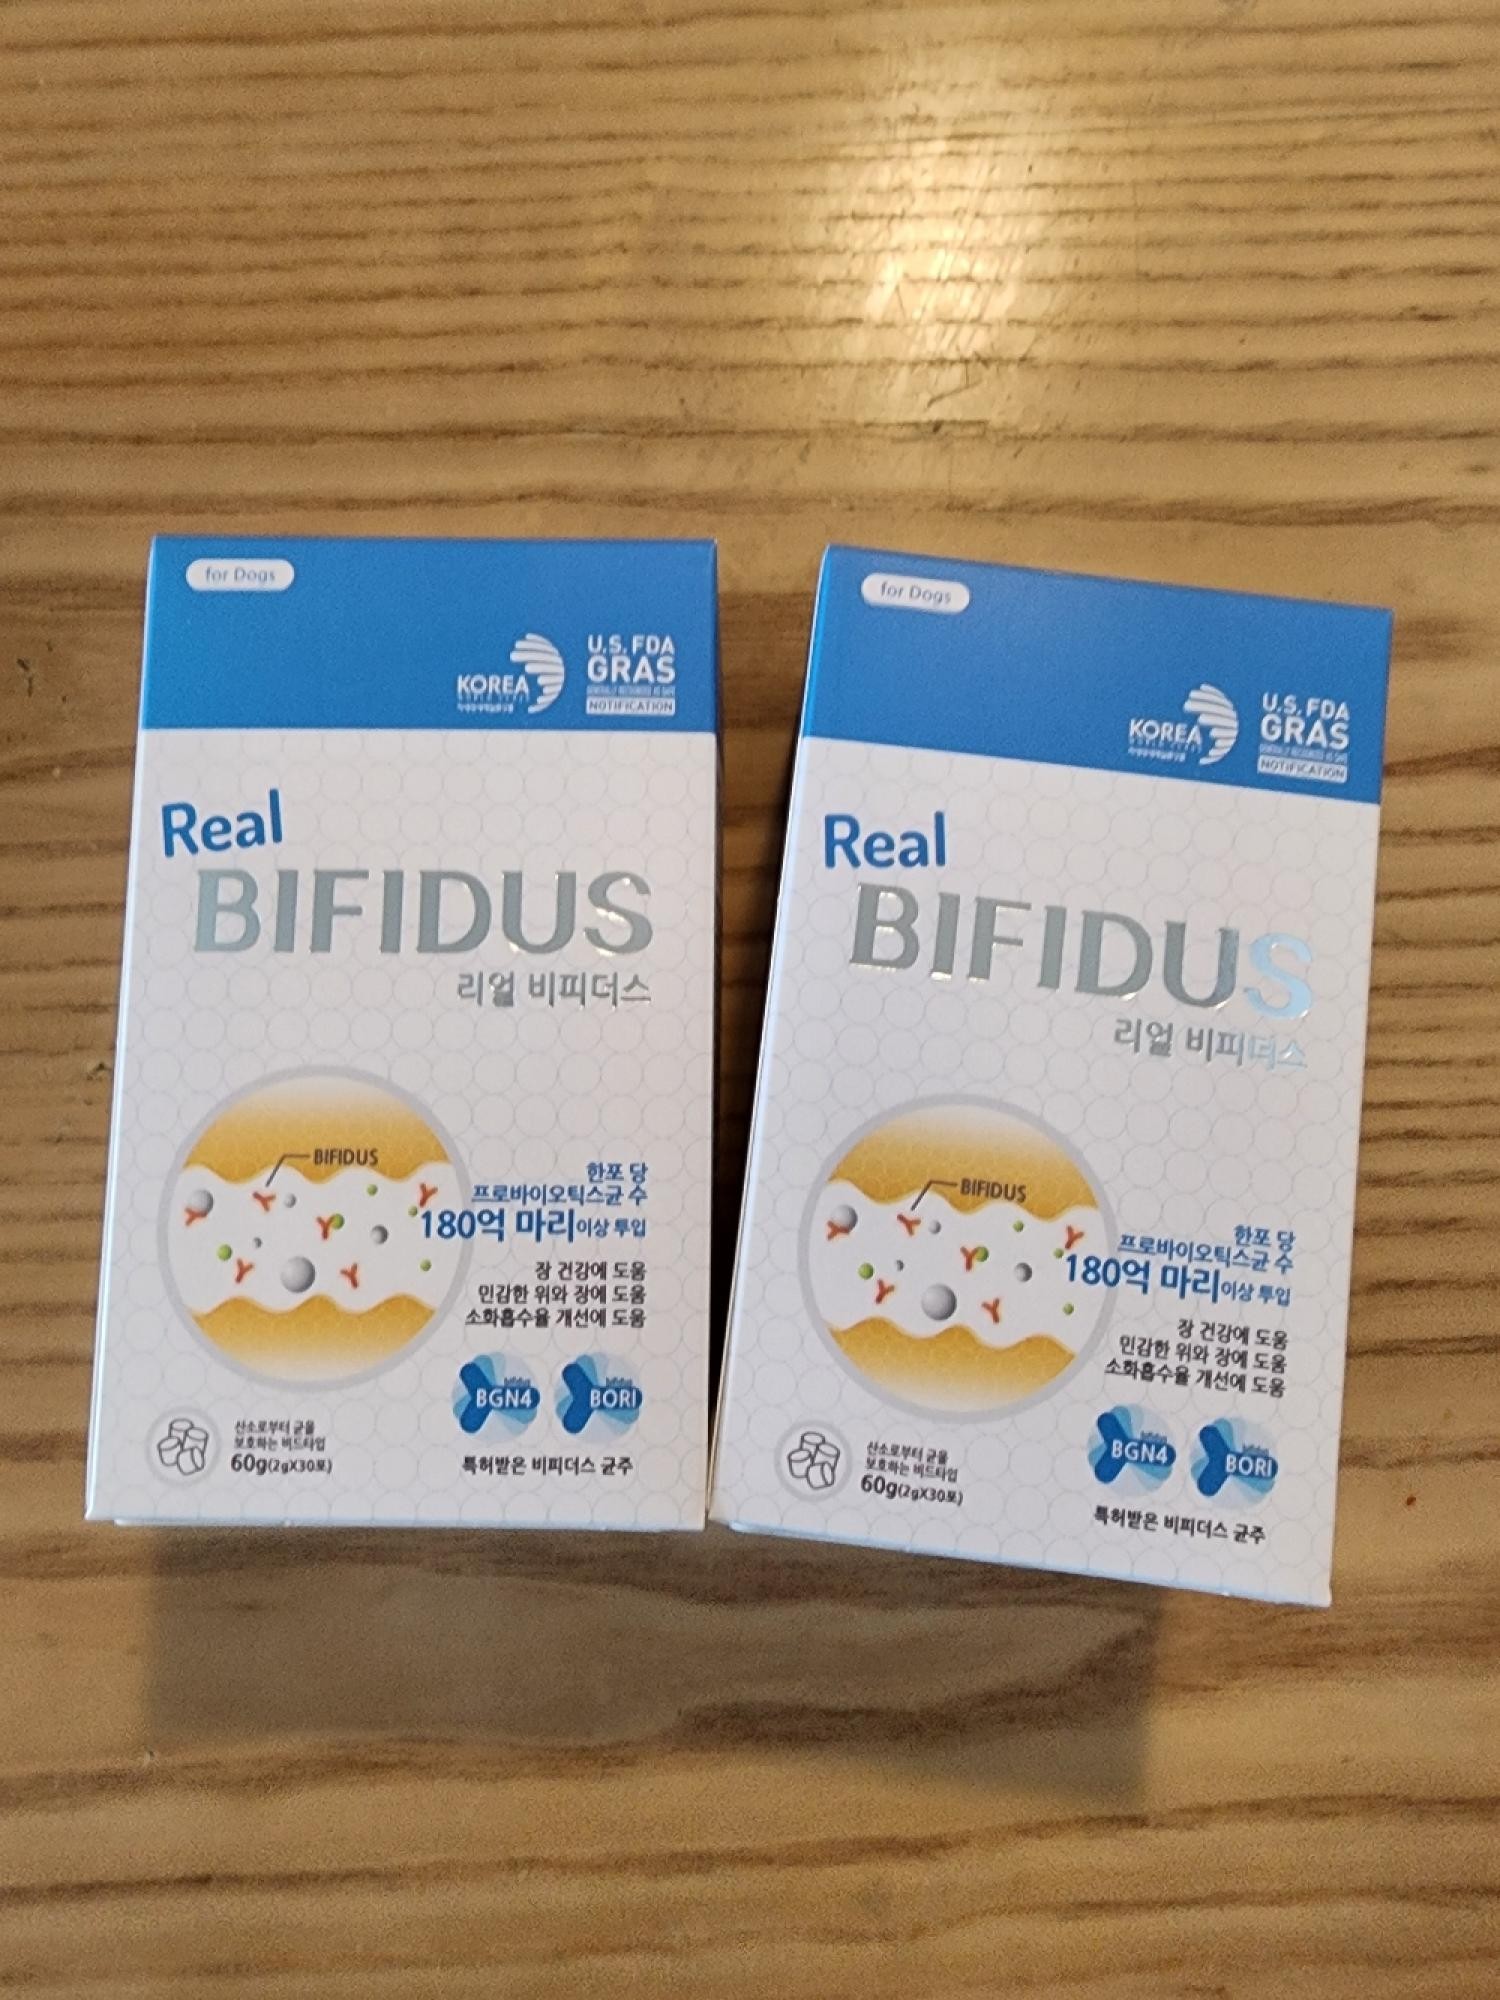 for Dogs
KOREA
U.S. FDA
GRAS
GENERALLY RECOGNIZED AS SAFE
NOTIFICATION
Real
BIFIDUS
리얼 비피더스
BIFIDUS
한포 당
프로바이오틱스균 수
180억 마리이상 투입
장 건강에 도움
민감한 위와 장에 도움
소화흡수율 개선에 도움
BGN4
BORI
산소로부터 균을
보호하는 비드타입
60g(2gX30포)
특허받은 비피더스 균주
for Dogs
KOREA
U.S. FDA
GRAS
GENERALLY RECOGNIZED AS SAFE
NOTIFICATION
Real
BIFIDUS
리얼 비피더스
BIFIDUS
한포 당
프로바이오틱스균 수
180억 마리이상 투입
장 건강에 도움
민감한 위와 장에 도움
소화흡수율 개선에 도움
BGN4
BORI
산소로부터 균을
보호하는 비드타입
60g(2gX30포)
특허받은 비피더스 균주